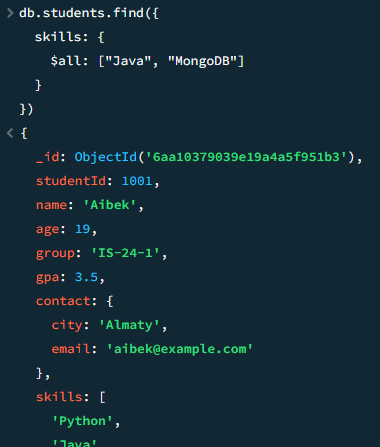 > db.students.find({
skills: {
$all: ["Java", "MongoDB"]
}
})
< {
_id: ObjectId('6aa10379039e19a4a5f951b3'),
studentId: 1001,
name: 'Aibek',
age: 19,
group: 'IS-24-1',
gpa: 3.5,
contact: {
city: 'Almaty',
email: 'aibek@example.com'
},
skills: [
'Python',
'Java'